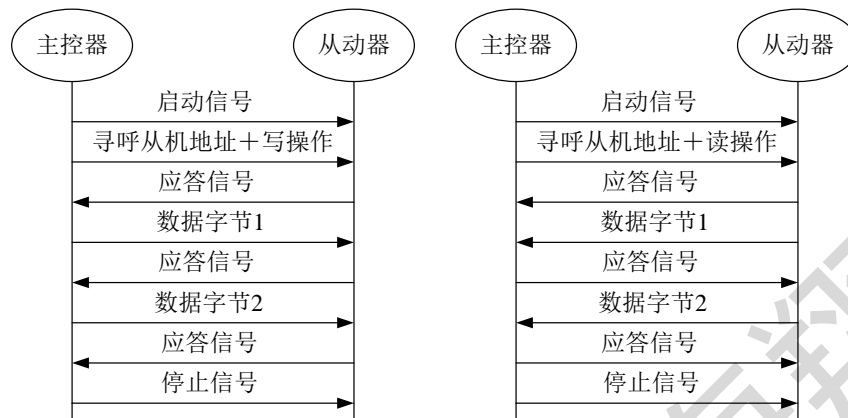 主控器
从动器
启动信号
寻呼从机地址＋写操作
应答信号
数据字节1
应答信号
数据字节2
应答信号
停止信号
主控器
从动器
启动信号
寻呼从机地址＋读操作
应答信号
数据字节1
应答信号
数据字节2
应答信号
停止信号